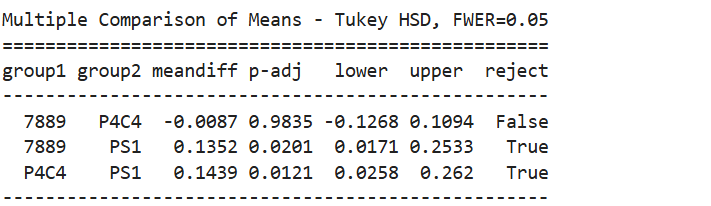 Multiple Comparison of Means - Tukey HSD, FWER=0.05
====================================================
group1 group2 meandiff p-adj   lower  upper  reject
----------------------------------------------------
  7889   P4C4  -0.0087 0.9835 -0.1268 0.1094  False
  7889    PS1   0.1352 0.0201  0.0171 0.2533   True
  P4C4    PS1   0.1439 0.0121  0.0258  0.262   True
----------------------------------------------------